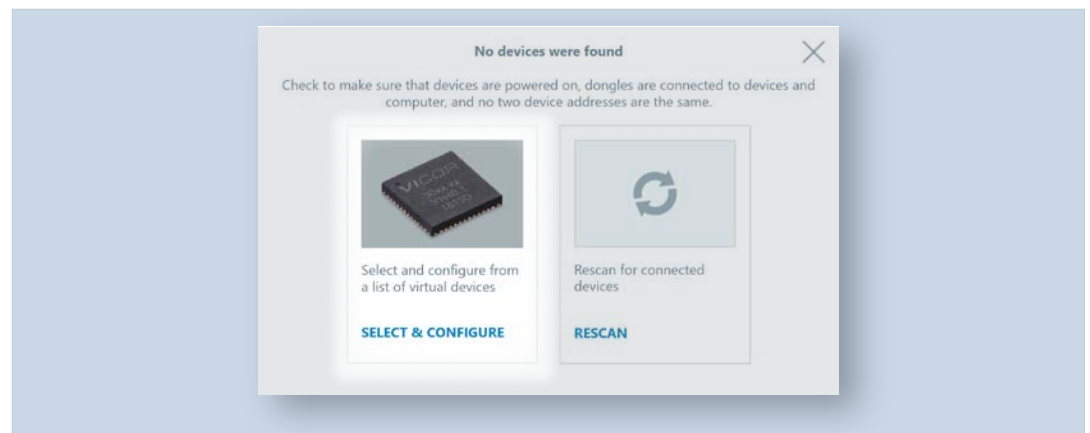 No devices were found
Check to make sure that devices are powered on, dongles are connected to devices and
computer, and no two device addresses are the same.
VICOR
Select and configure from
a list of virtual devices
SELECT & CONFIGURE
Rescan for connected
devices
RESCAN